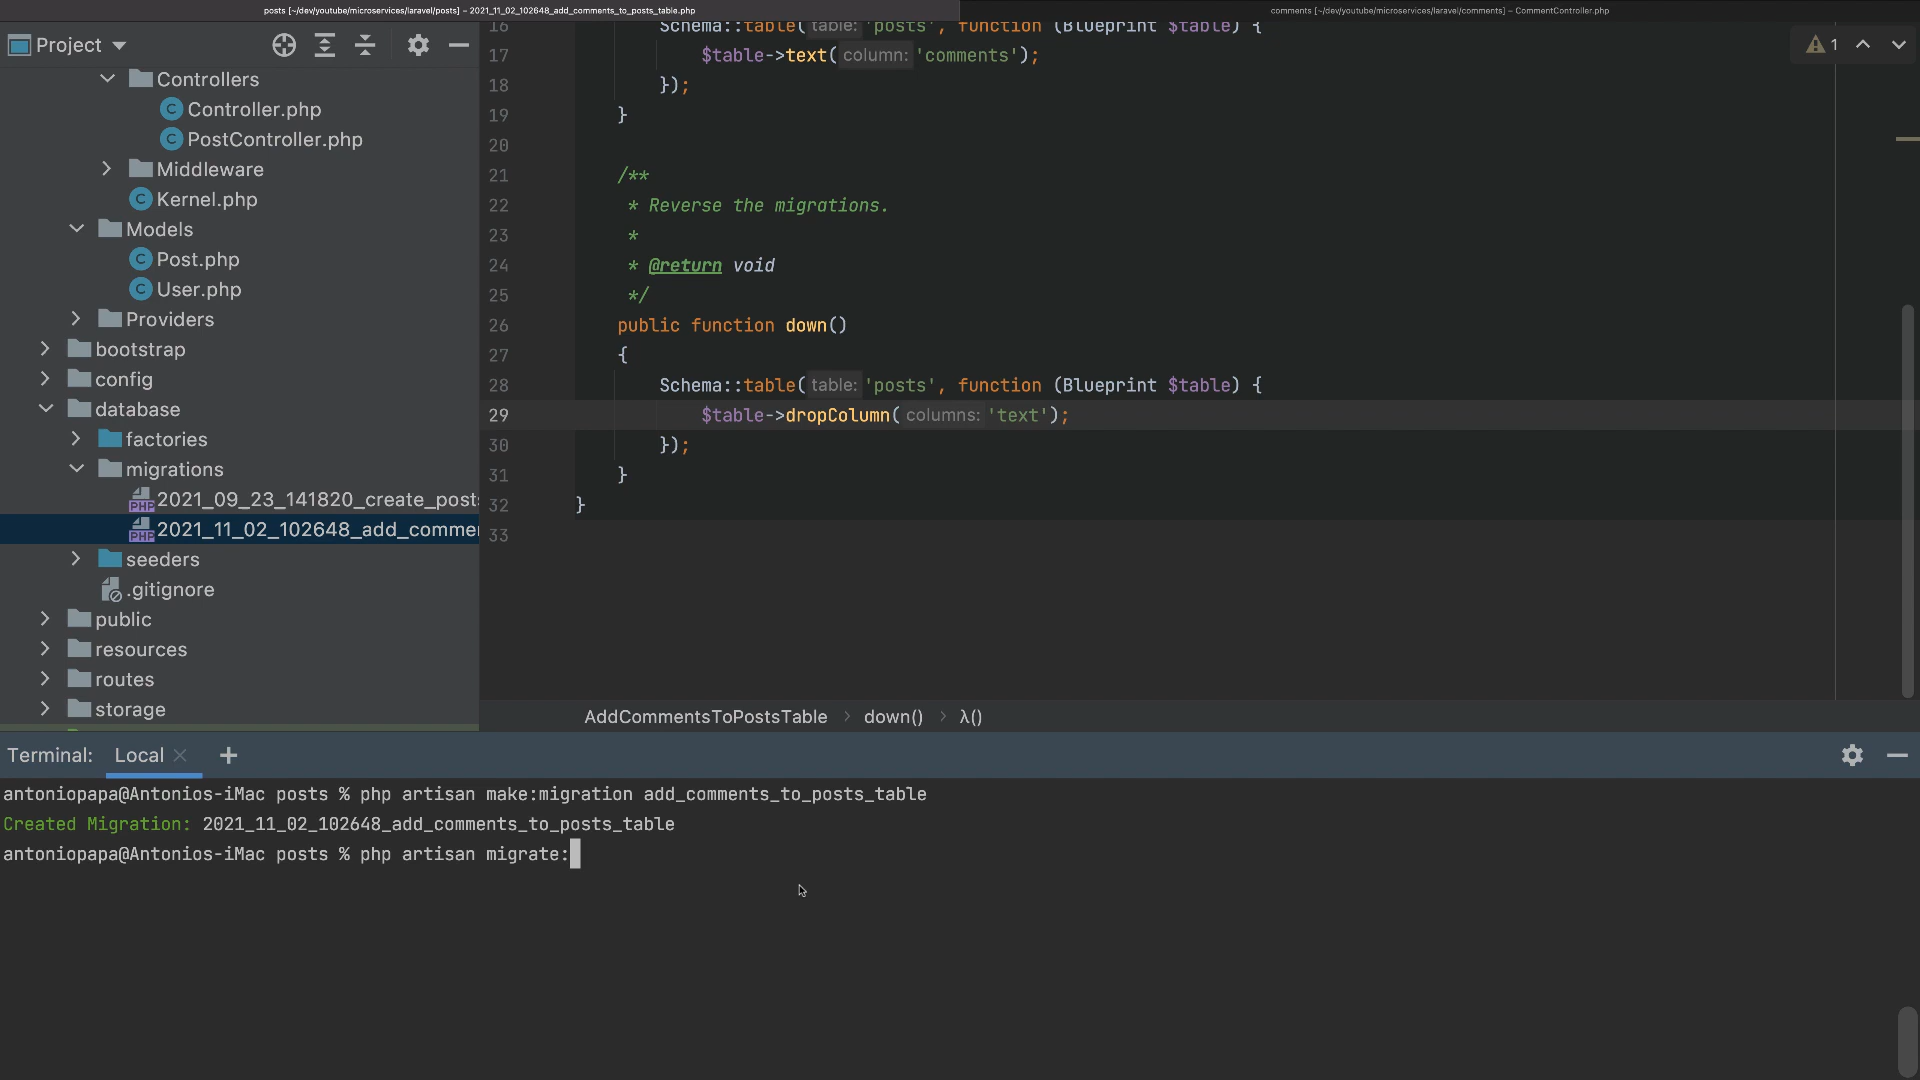 posts [~/dev/youtube/microservices/laravel/posts] – 2021_11_02_102648_add_comments_to_posts_table.php
comments [~/dev/youtube/microservices/laravel/comments] – CommentController.php
Project
Controllers
Controller.php
PostController.php
Middleware
Kernel.php
Models
Post.php
User.php
Providers
bootstrap
config
database
factories
migrations
2021_09_23_141820_create_posts
2021_11_02_102648_add_comme
seeders
.gitignore
public
resources
routes
storage
1
16 Schema::table( table: 'posts', function (Blueprint $table) {
17 $table->text( column: 'comments');
18 });
19 }
20
21 /**
22 * Reverse the migrations.
23 *
24 * @return void
25 */
26 public function down()
27 {
28 Schema::table( table: 'posts', function (Blueprint $table) {
29 $table->dropColumn( columns: 'text');
30 });
31 }
32 }
33
AddCommentsToPostsTable > down() > λ()
Terminal: Local × +
antoniopapa@Antonios-iMac posts % php artisan make:migration add_comments_to_posts_table
Created Migration: 2021_11_02_102648_add_comments_to_posts_table
antoniopapa@Antonios-iMac posts % php artisan migrate: